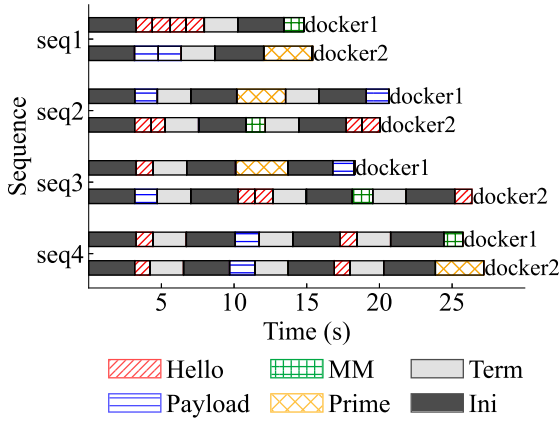 docker1
seq1
docker2
docker1
seq2
docker2
docker1
seq3
docker2
docker1
seq4
docker2
Sequence
5 10 15 20 25
Time (s)
Hello MM Term
Payload Prime Ini